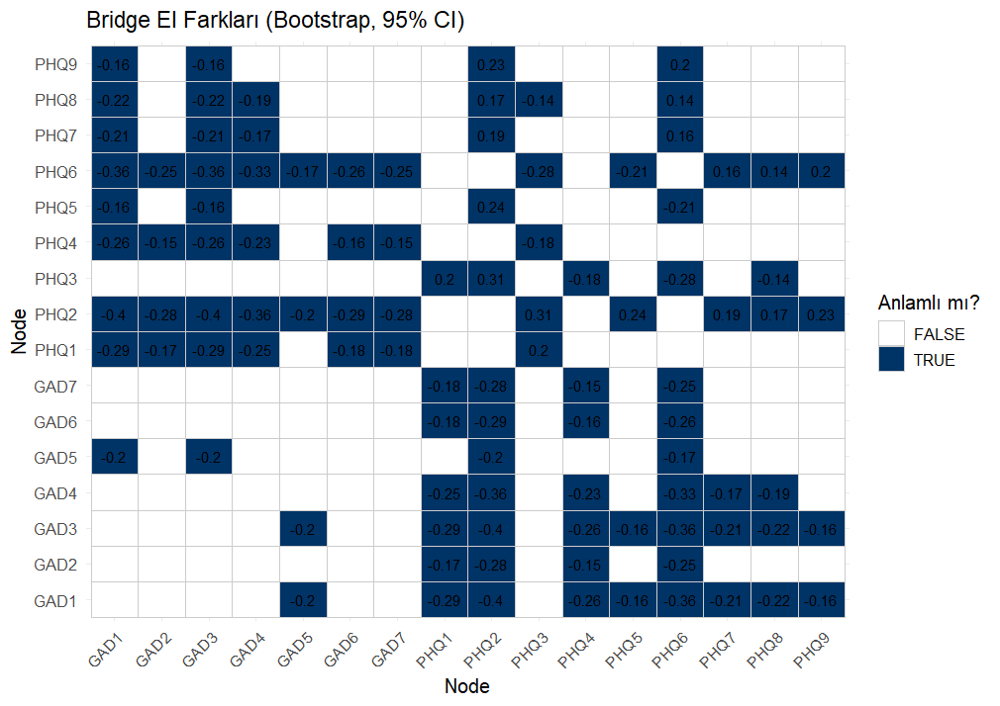 Bridge EI Farkları (Bootstrap, 95% CI)
PHQ9 -0.16 -0.16 0.23 0.2
PHQ8 -0.22 -0.22 -0.19 0.17 -0.14 0.14
PHQ7 -0.21 -0.21 -0.17 0.19 0.16
PHQ6 -0.36 -0.25 -0.36 -0.33 -0.17 -0.26 -0.25 -0.28 -0.21 0.16 0.14 0.2
PHQ5 -0.16 -0.16 0.24 -0.21
PHQ4 -0.26 -0.15 -0.26 -0.23 -0.16 -0.15 -0.18
PHQ3 0.2 0.31 -0.18 -0.28 -0.14
PHQ2 -0.4 -0.28 -0.4 -0.36 -0.2 -0.29 -0.28 0.31 0.24 0.19 0.17 0.23
PHQ1 -0.29 -0.17 -0.29 -0.25 -0.18 -0.18 0.2
GAD7 -0.18 -0.28 -0.15 -0.25
GAD6 -0.18 -0.29 -0.16 -0.26
GAD5 -0.2 -0.2 -0.2 -0.17
GAD4 -0.25 -0.36 -0.23 -0.33 -0.17 -0.19
GAD3 -0.2 -0.29 -0.4 -0.26 -0.16 -0.36 -0.21 -0.22 -0.16
GAD2 -0.17 -0.28 -0.15 -0.25
GAD1 -0.2 -0.29 -0.4 -0.26 -0.16 -0.36 -0.21 -0.22 -0.16
GAD1 GAD2 GAD3 GAD4 GAD5 GAD6 GAD7 PHQ1 PHQ2 PHQ3 PHQ4 PHQ5 PHQ6 PHQ7 PHQ8 PHQ9
Node
Node
Anlamlı mı?
FALSE
TRUE